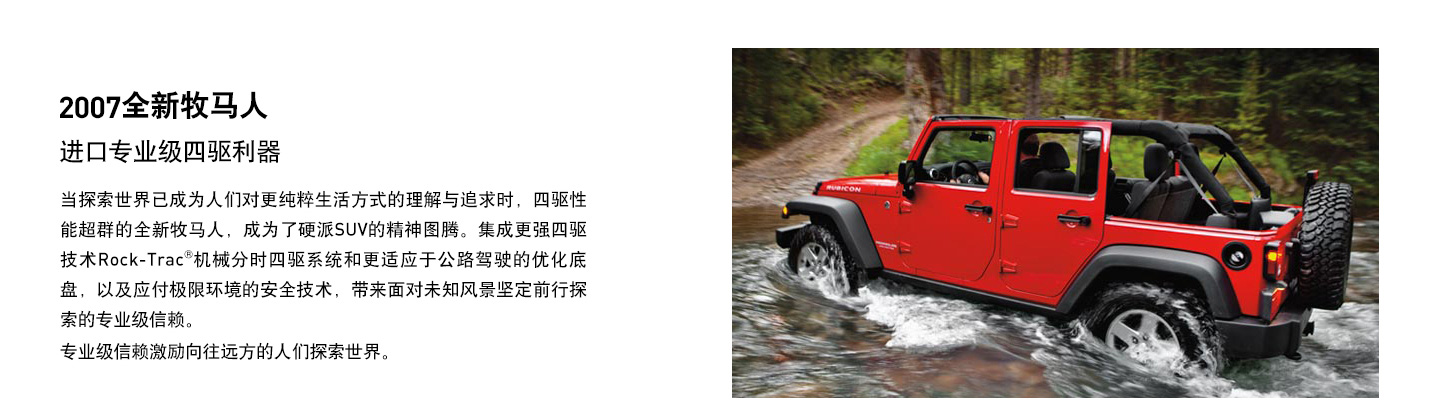 2007全新牧马人
进口专业级四驱利器
当探索世界已成为人们对更纯粹生活方式的理解与追求时，四驱性
能超群的全新牧马人，成为了硬派SUV的精神图腾。集成更强四驱
技术Rock-Trac®机械分时四驱系统和更适应于公路驾驶的优化底
盘，以及应付极限环境的安全技术，带来面对未知风景坚定前行探
索的专业级信赖。
专业级信赖激励向往远方的人们探索世界。
RUBICON